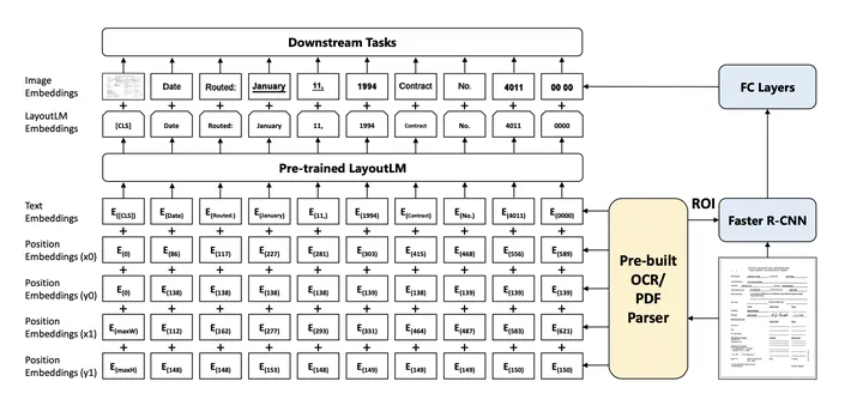 Downstream Tasks
Image Embeddings
Date Routed: January 11, 1994 Contract No. 4011 00 00
FC Layers
LayoutLM Embeddings
[CLS] Date Routed: January 11, 1994 Contract No. 4011 0000
Pre-trained LayoutLM
Text Embeddings
E([CLS]) E(Date) E(Routed:) E(January) E(11,) E(1994) E(Contract) E(No.) E(4011) E(0000)
ROI
Faster R-CNN
Position Embeddings (x0)
E(0) E(86) E(117) E(227) E(281) E(303) E(415) E(468) E(556) E(589)
Pre-built OCR/ PDF Parser
Position Embeddings (y0)
E(0) E(138) E(138) E(138) E(138) E(139) E(138) E(139) E(139) E(139)
Position Embeddings (x1)
E(maxW) E(112) E(162) E(277) E(293) E(331) E(464) E(487) E(583) E(621)
Position Embeddings (y1)
E(maxH) E(148) E(148) E(153) E(148) E(149) E(149) E(149) E(150) E(150)